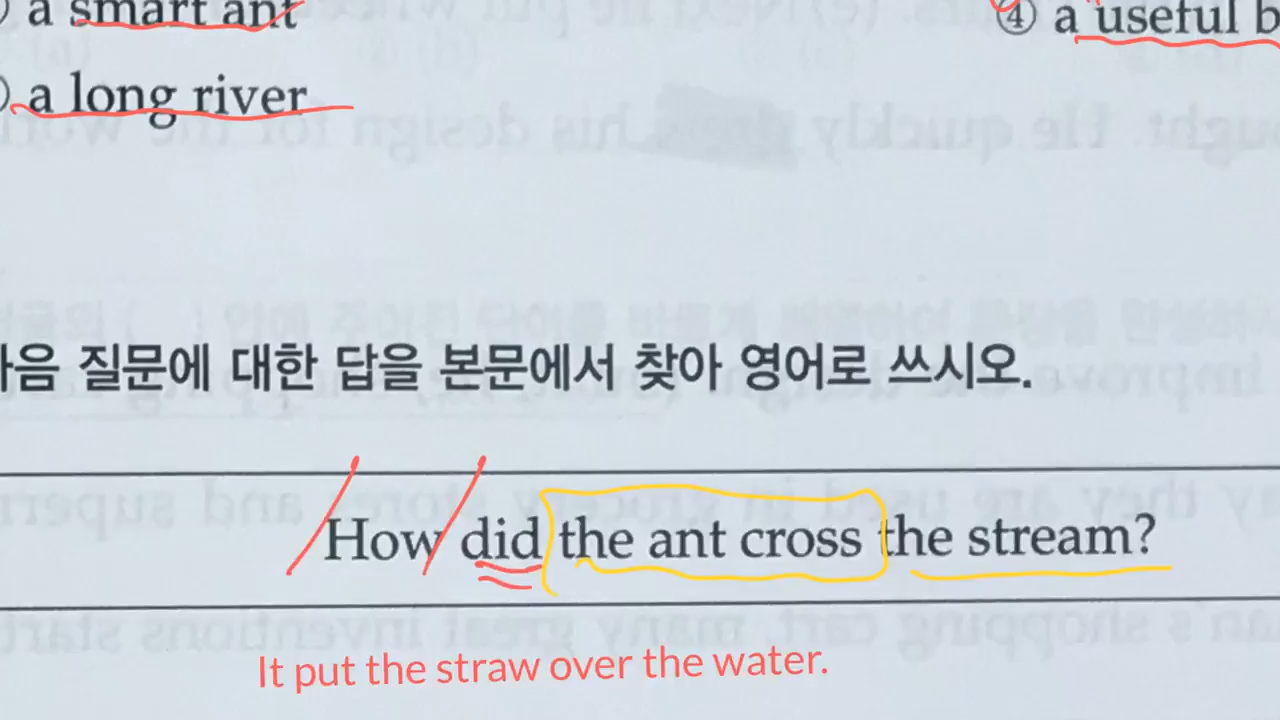 a smart ant
④ a useful b
a long river
다음 질문에 대한 답을 본문에서 찾아 영어로 쓰시오.
How did the ant cross the stream?
It put the straw over the water.